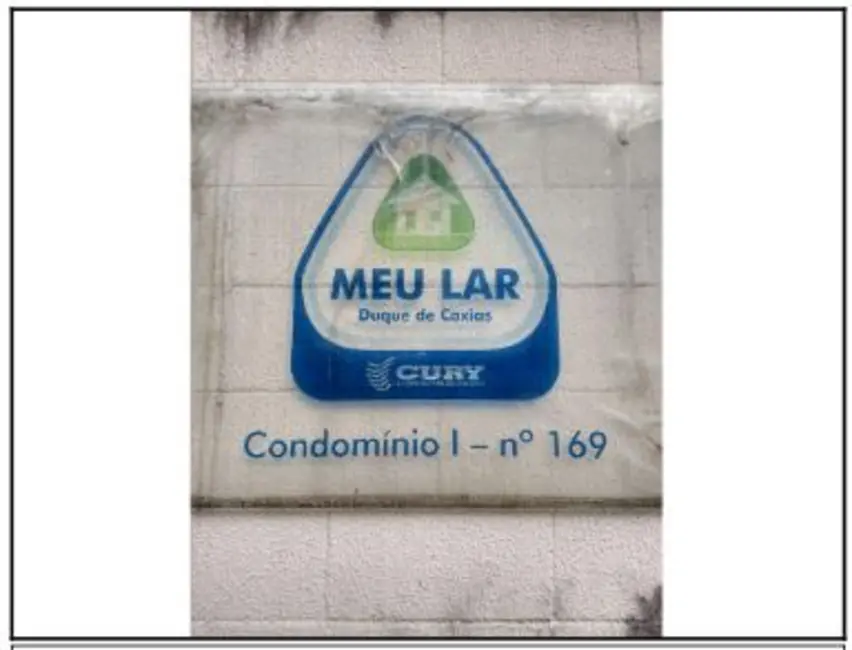 MEU LAR
Duque de Caxias
CURY
Condomínio I – nº 169